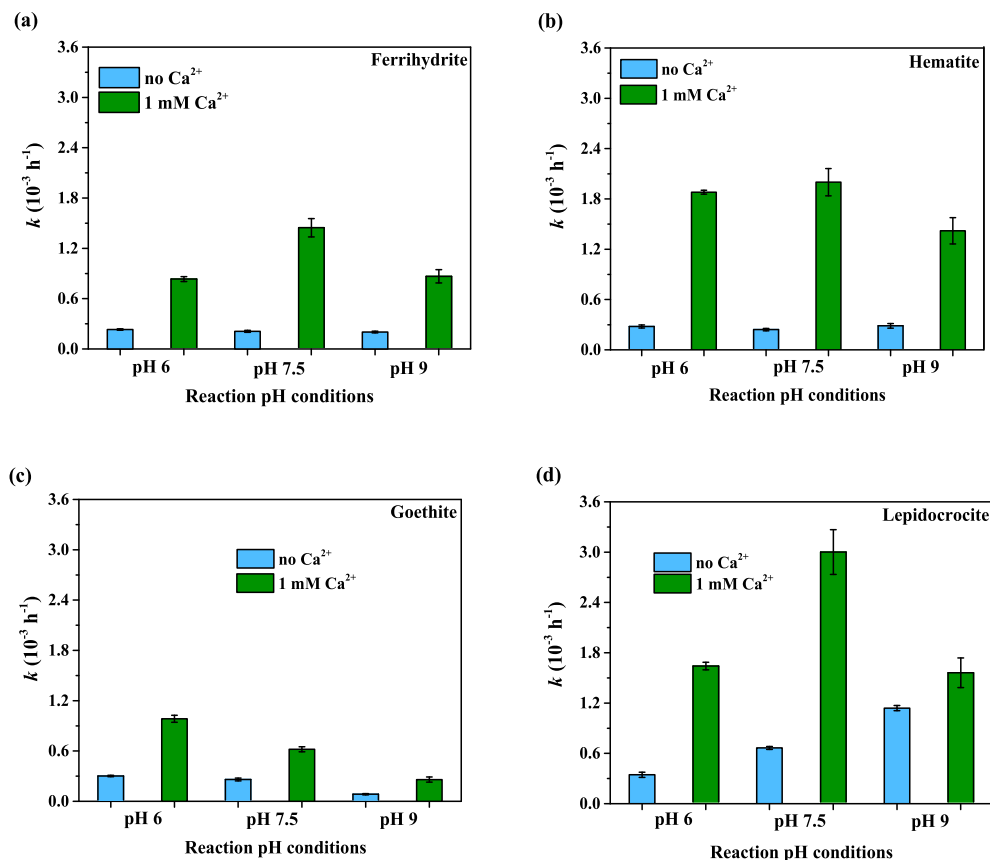 (a)
Ferrihydrite
no Ca²⁺
1 mM Ca²⁺
3.6
3.0
2.4
1.8
1.2
0.6
0.0
k (10⁻³ h⁻¹)
pH 6 pH 7.5 pH 9
Reaction pH conditions
(b)
Hematite
no Ca²⁺
1 mM Ca²⁺
3.6
3.0
2.4
1.8
1.2
0.6
0.0
k (10⁻³ h⁻¹)
pH 6 pH 7.5 pH 9
Reaction pH conditions
(c)
Goethite
no Ca²⁺
1 mM Ca²⁺
3.6
3.0
2.4
1.8
1.2
0.6
0.0
k (10⁻³ h⁻¹)
pH 6 pH 7.5 pH 9
Reaction pH conditions
(d)
Lepidocrocite
no Ca²⁺
1 mM Ca²⁺
3.6
3.0
2.4
1.8
1.2
0.6
0.0
k (10⁻³ h⁻¹)
pH 6 pH 7.5 pH 9
Reaction pH conditions